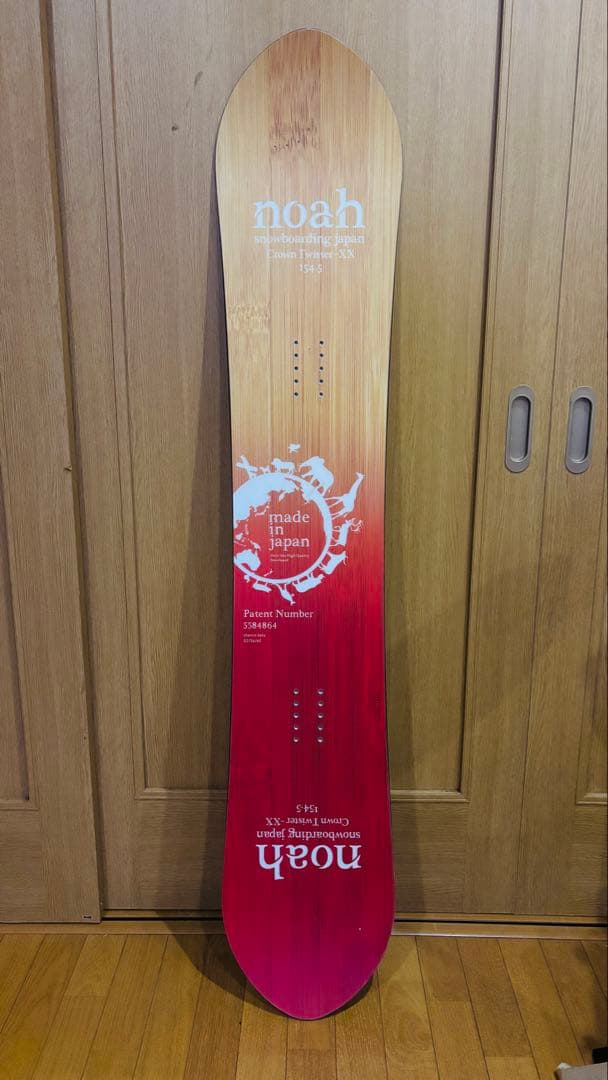 noah
snowboarding japan
Crown Twister-XX
154-5
made
in
japan
Patent Number
5584864
154-5
Crown Twister-XX
snowboarding japan
noah